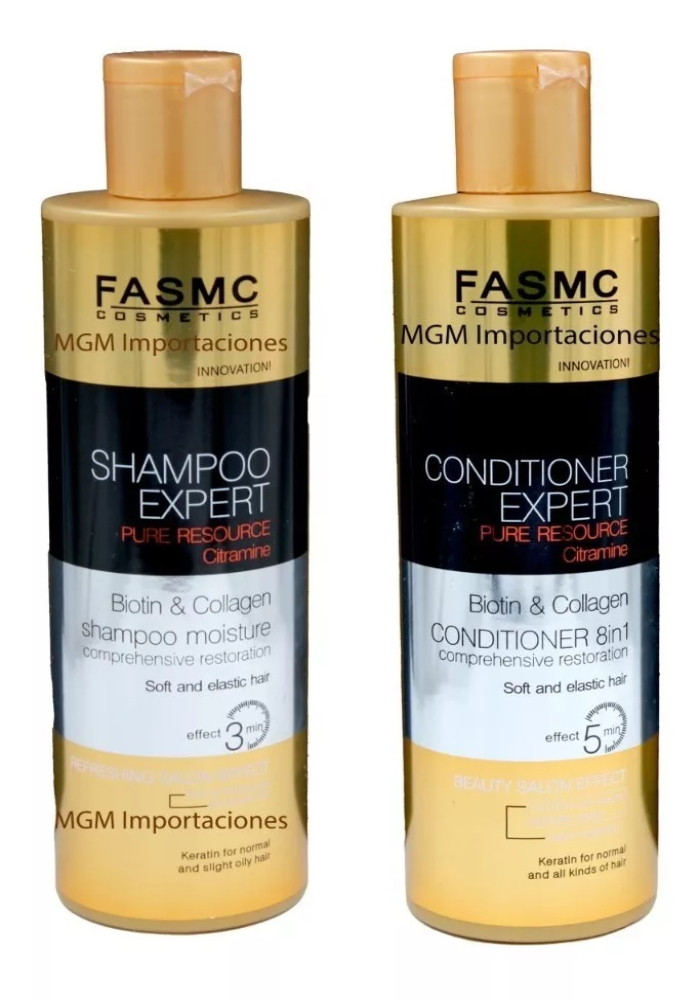 FASMC
COSMETICS
MGM Importaciones
INNOVATION!
SHAMPOO
EXPERT
PURE RESOURCE
Citramine
Biotin & Collagen
shampoo moisture
comprehensive restoration
Soft and elastic hair
effect 3 min
REFRESHING SALON EFFECT
MGM Importaciones
Keratin for normal
and slight oily hair
FASMC
COSMETICS
MGM Importaciones
INNOVATION!
CONDITIONER
EXPERT
PURE RESOURCE
Citramine
Biotin & Collagen
CONDITIONER 8in1
comprehensive restoration
Soft and elastic hair
effect 5 min
BEAUTY SALON EFFECT
Keratin for normal
and all kinds of hair